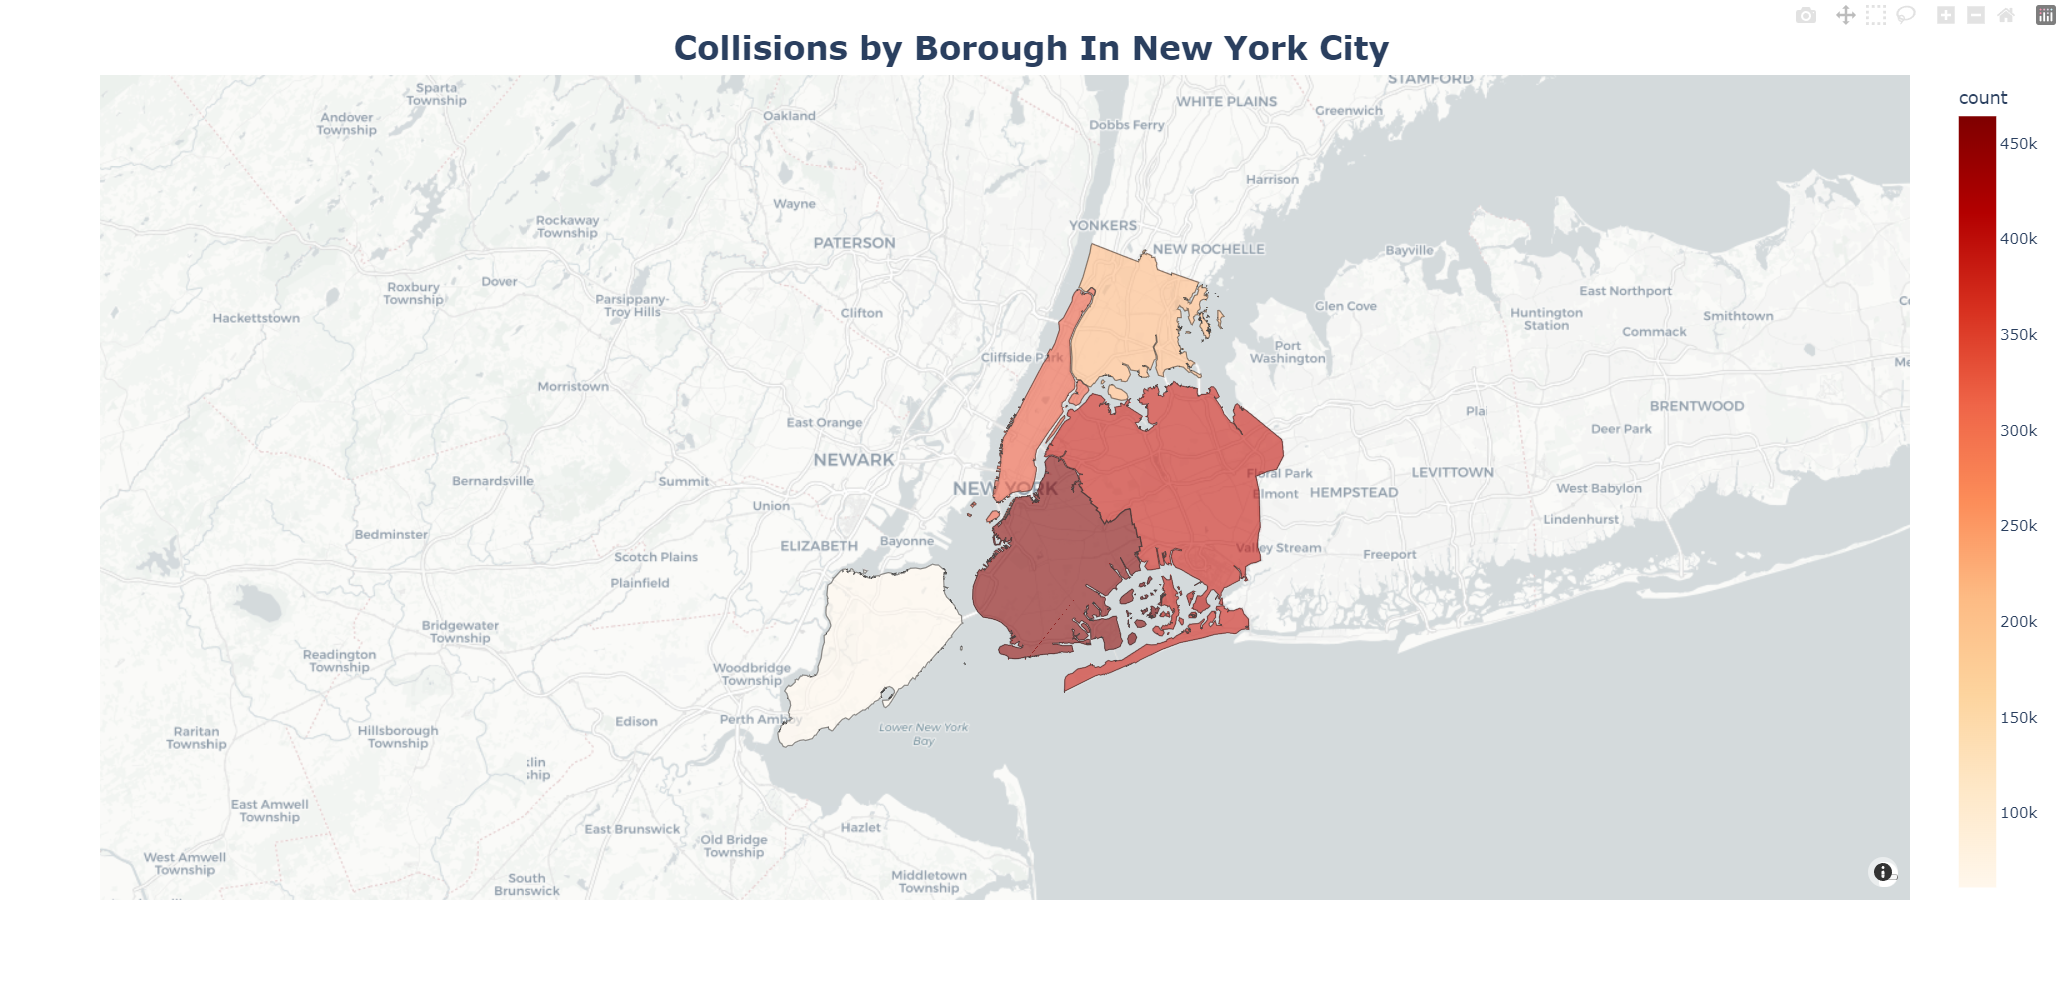 Collisions by Borough In New York City
STAMFORD
Sparta
Township
WHITE PLAINS
Greenwich
Andover
Township
Oakland
Dobbs Ferry
Harrison
Wayne
Rockaway
Township
YONKERS
PATERSON
NEW ROCHELLE
Bayville
Dover
Roxbury
Township
Parsippany-
Troy Hills
East Northport
Glen Cove
Hackettstown
Clifton
Huntington
Station
Smithtown
Commack
Port
Washington
Cliffside Park
Morristown
BRENTWOOD
East Orange
Deer Park
NEWARK
Floral Park
LEVITTOWN
Bernardsville
Summit
NEW YORK
Elmont
HEMPSTEAD
West Babylon
Union
Lindenhurst
Bedminster
ELIZABETH
Bayonne
Valley Stream
Freeport
Scotch Plains
Plainfield
Bridgewater
Township
Readington
Township
Woodbridge
Township
Raritan
Township
Hillsborough
Township
Edison
Perth Amboy
Lower New York
Bay
East Amwell
Township
East Brunswick
Old Bridge
Township
Hazlet
West Amwell
Township
South
Brunswick
Middletown
Township
count
450k
400k
350k
300k
250k
200k
150k
100k